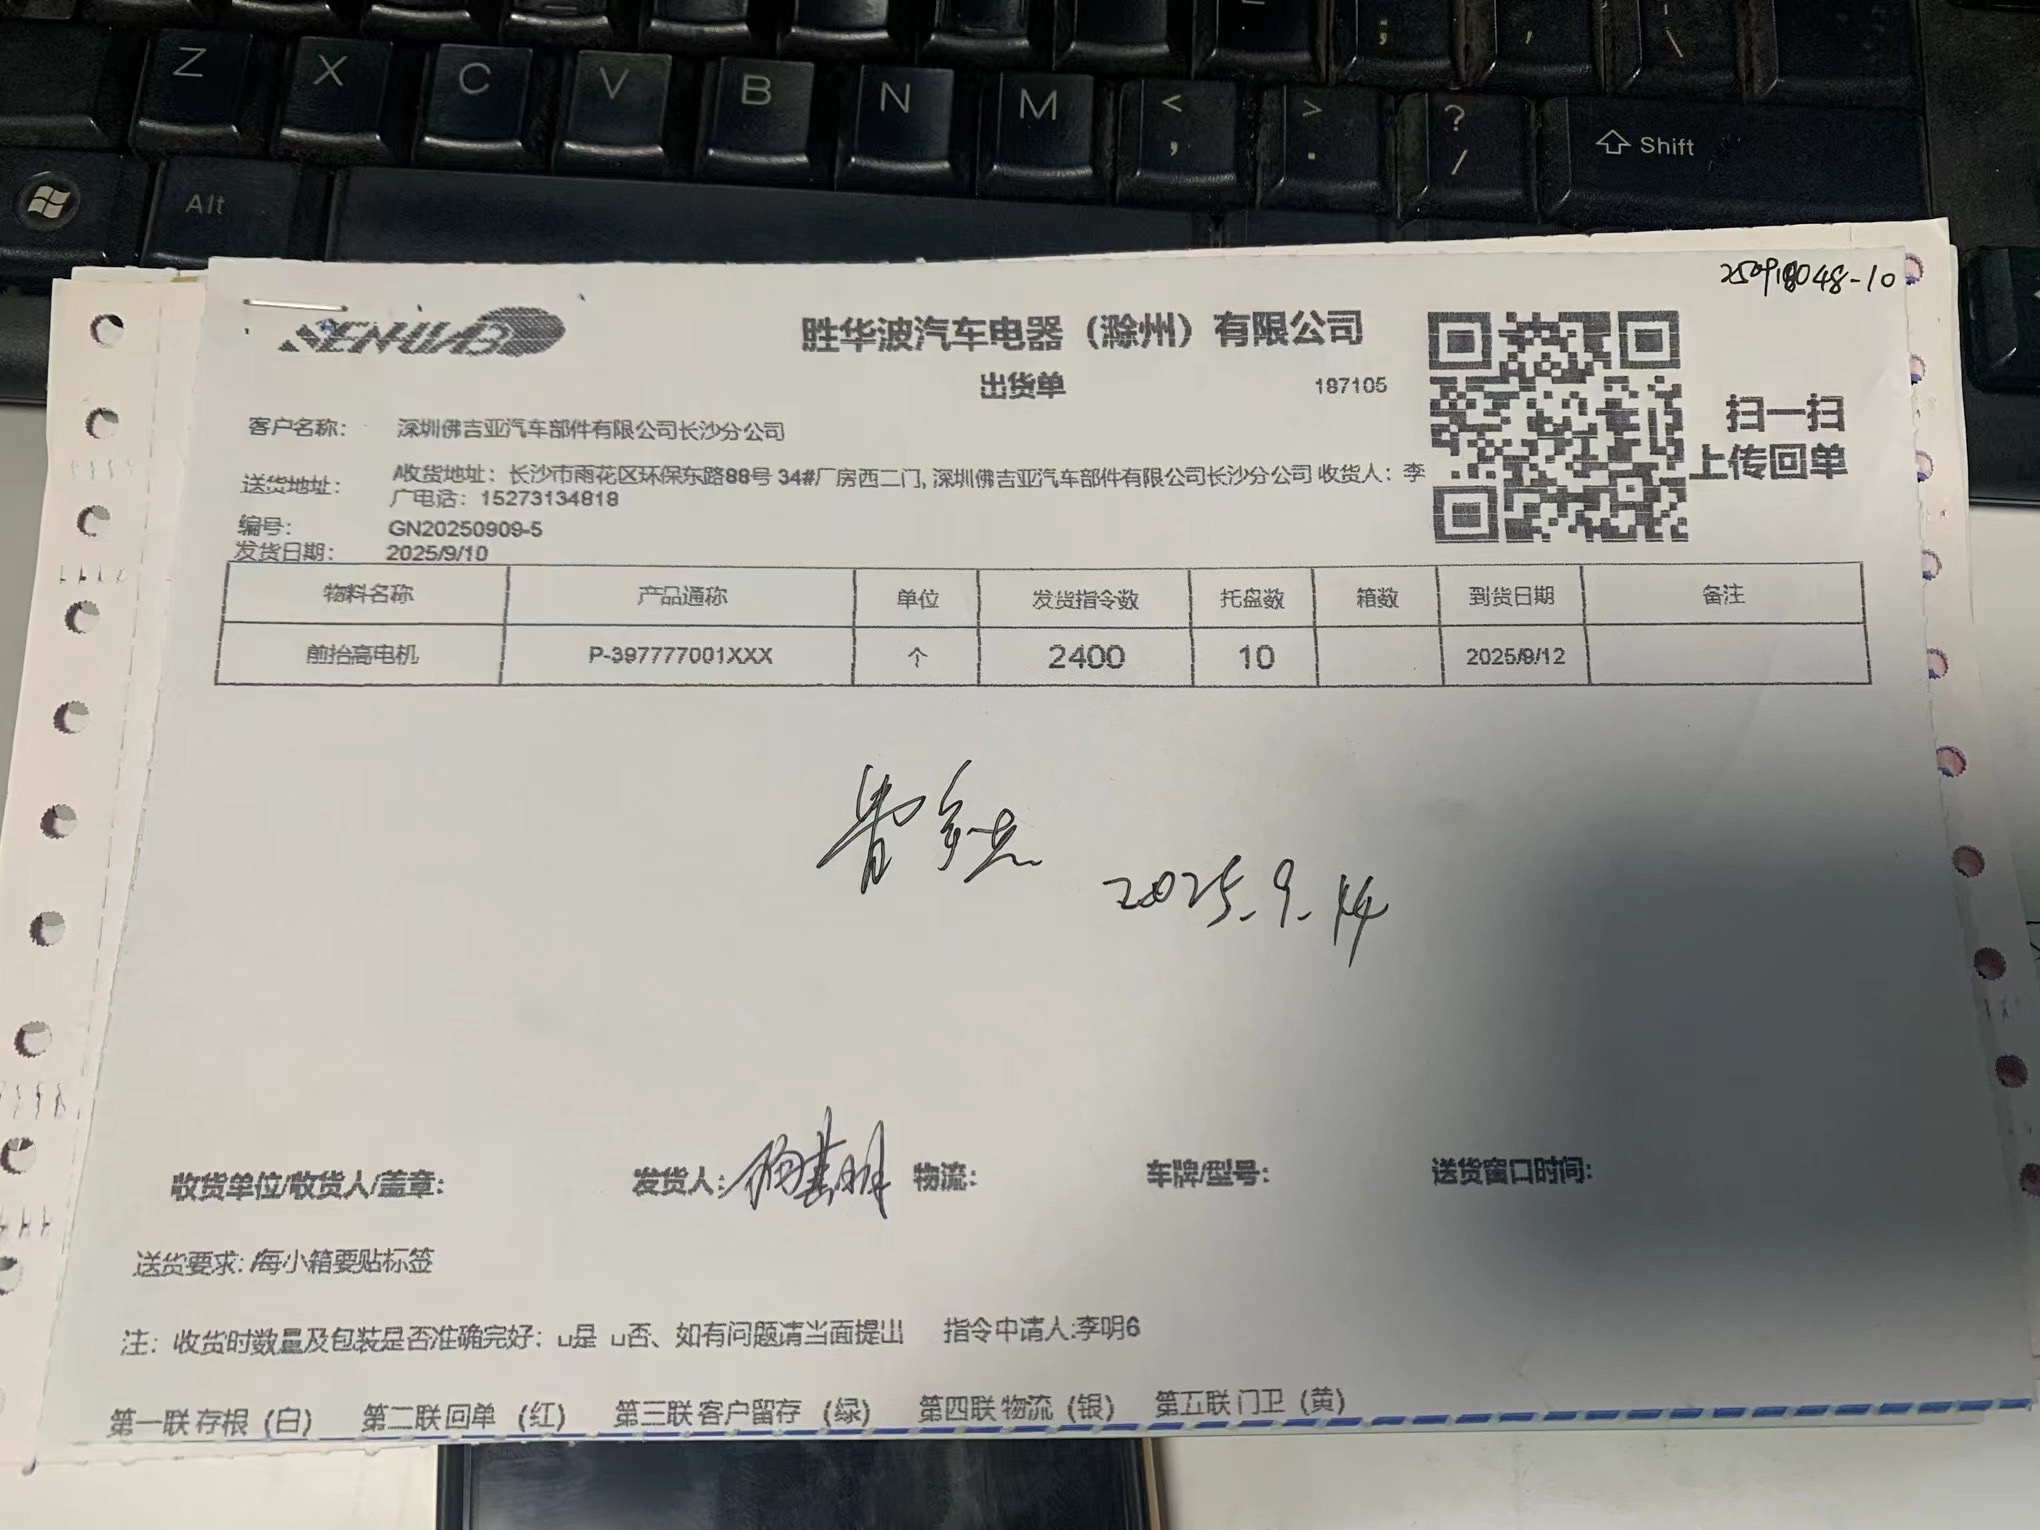 Z X C V B N M < , > . ? / Shift
Alt
250918048-10
SENHWABO
胜华波汽车电器（滁州）有限公司
出货单
187105
扫一扫
上传回单
客户名称： 深圳佛吉亚汽车部件有限公司长沙分公司
送货地址： A收货地址：长沙市雨花区环保东路88号 34#厂房西二门, 深圳佛吉亚汽车部件有限公司长沙分公司 收货人：李
广电话：15273134818
编号： GN20250909-5
发货日期： 2025/9/10
物料名称 产品通称 单位 发货指令数 托盘数 箱数 到货日期 备注
前抬高电机 P-397777001XXX 个 2400 10 2025/9/12
2025.9.14
收货单位/收货人/盖章: 发货人: 物流: 车牌/型号: 送货窗口时间:
送货要求: /每小箱要贴标签
注：收货时数量及包装是否准确完好：u是 u否、如有问题请当面提出 指令申请人:李明6
第一联 存根（白） 第二联 回单（红） 第三联 客户留存（绿） 第四联 物流（银） 第五联 门卫（黄）